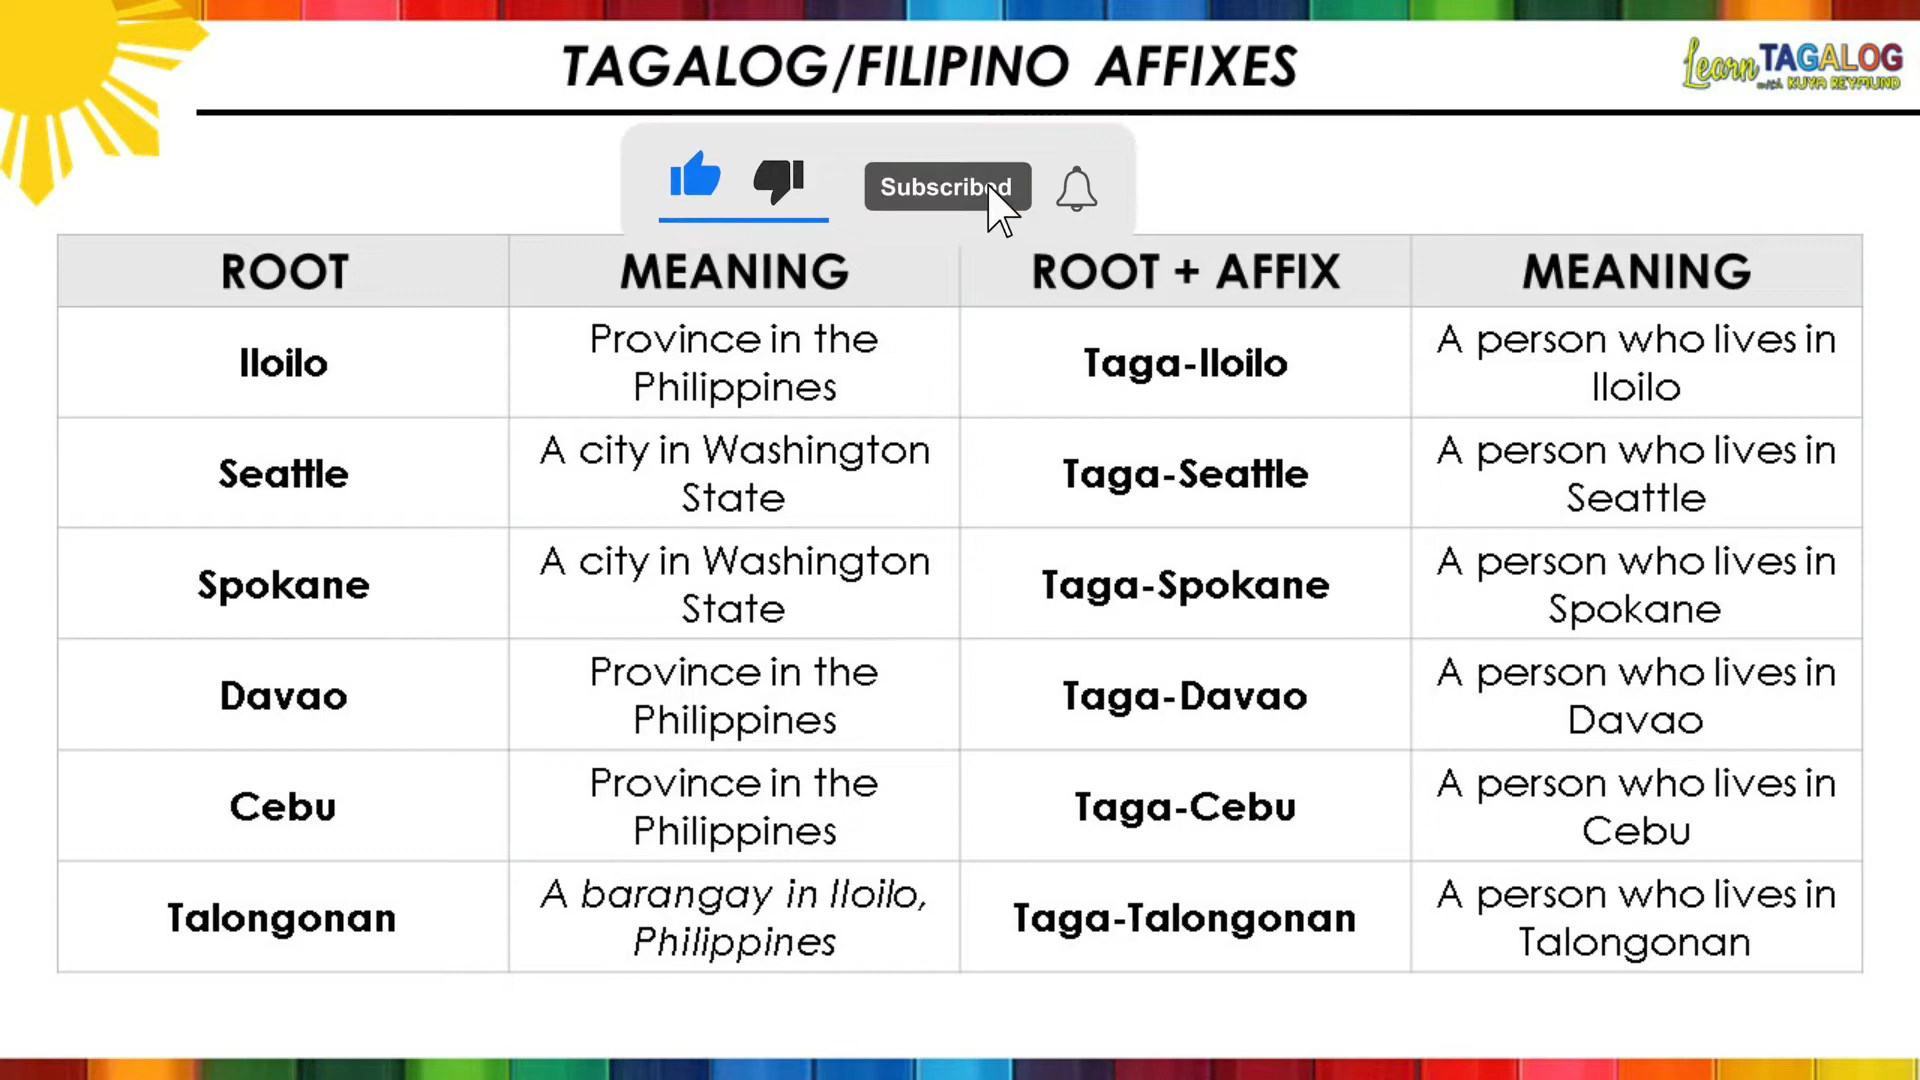 TAGALOG/FILIPINO AFFIXES
Learn TAGALOG
with KUYA REYMUND
Subscribed
ROOT
MEANING
ROOT + AFFIX
MEANING
Iloilo
Province in the
Philippines
Taga-Iloilo
A person who lives in
Iloilo
Seattle
A city in Washington
State
Taga-Seattle
A person who lives in
Seattle
Spokane
A city in Washington
State
Taga-Spokane
A person who lives in
Spokane
Davao
Province in the
Philippines
Taga-Davao
A person who lives in
Davao
Cebu
Province in the
Philippines
Taga-Cebu
A person who lives in
Cebu
Talongonan
A barangay in Iloilo,
Philippines
Taga-Talongonan
A person who lives in
Talongonan